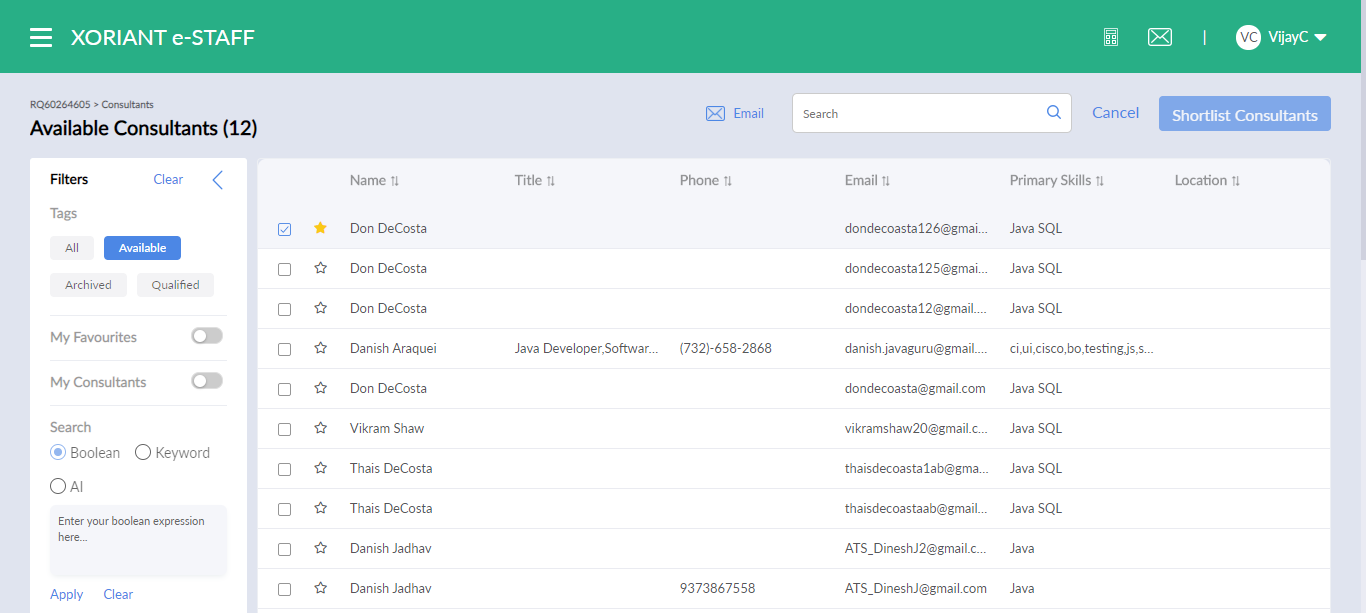 XORIANT e-STAFF
VC VijayC
RQ60264605 > Consultants
Available Consultants (12)
Email
Search
Cancel
Shortlist Consultants
Filters Clear
Tags
All Available
Archived Qualified
My Favourites
My Consultants
Search
Boolean Keyword
AI
Enter your boolean expression
here...
Apply Clear
Name Title Phone Email Primary Skills Location
Don DeCosta dondecoasta126@gmai... Java SQL
Don DeCosta dondecoasta125@gmai... Java SQL
Don DeCosta dondecoasta12@gmail.... Java SQL
Danish Araquei Java Developer,Softwar... (732)-658-2868 danish.javaguru@gmail.... ci,ui,cisco,bo,testing,js,s...
Don DeCosta dondecoasta@gmail.com Java SQL
Vikram Shaw vikramshaw20@gmail.c... Java SQL
Thais DeCosta thaisdecoasta1ab@gma... Java SQL
Thais DeCosta thaisdecoastaab@gmail... Java SQL
Danish Jadhav ATS_DineshJ2@gmail.c... Java
Danish Jadhav 9373867558 ATS_DineshJ@gmail.com Java